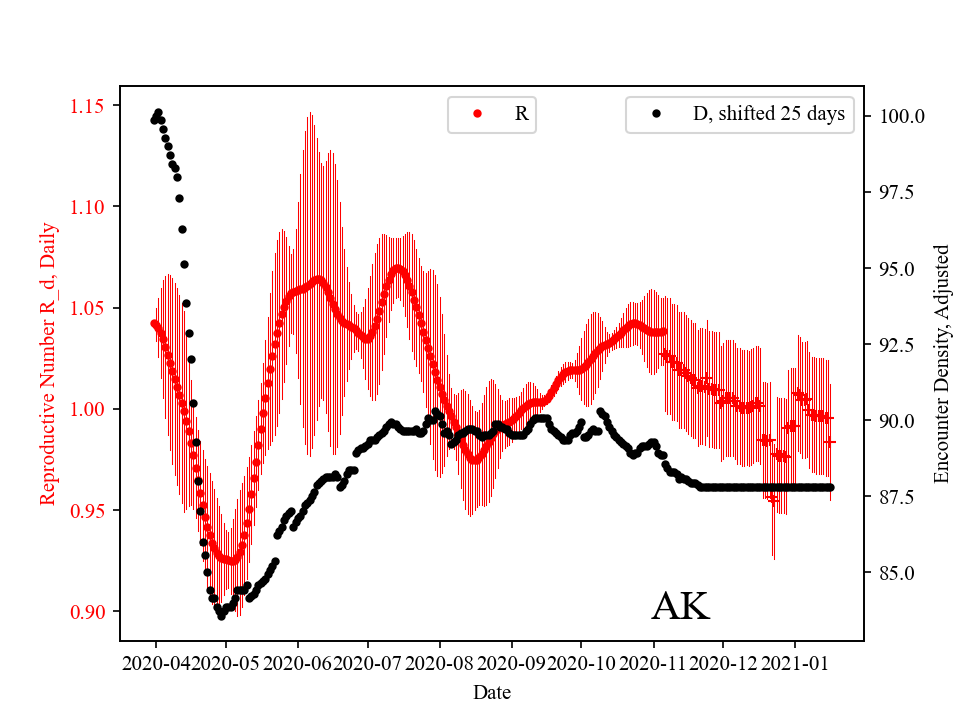 R
D, shifted 25 days
1.15
1.10
1.05
1.00
0.95
0.90
Reproductive Number R_d, Daily
100.0
97.5
95.0
92.5
90.0
87.5
85.0
Encounter Density, Adjusted
AK
2020-04 2020-05 2020-06 2020-07 2020-08 2020-09 2020-10 2020-11 2020-12 2021-01
Date